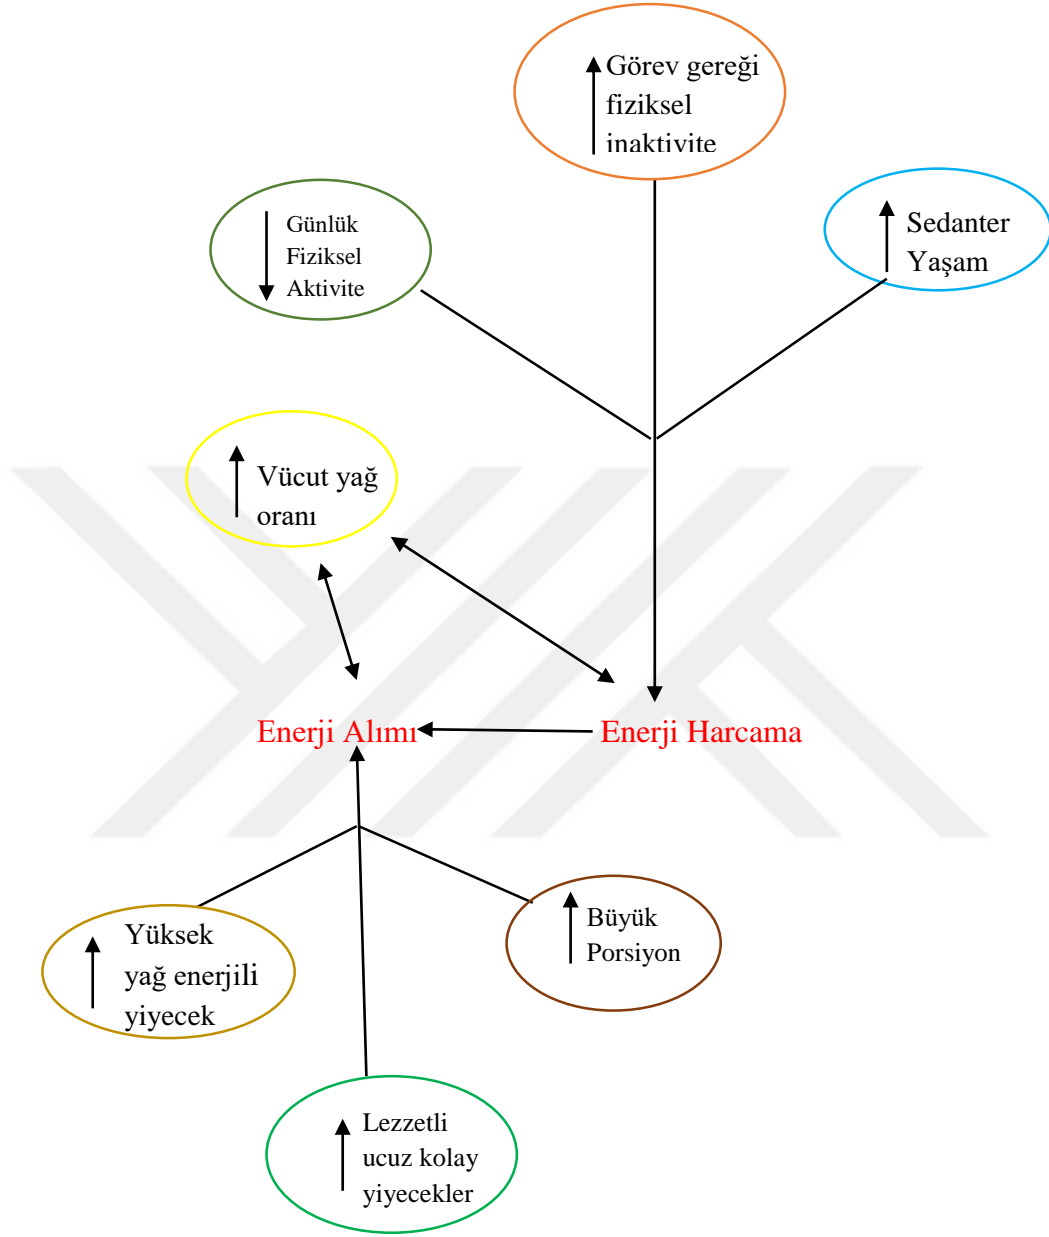 Görev gereği
fiziksel
inaktivite
Günlük
Fiziksel
Aktivite
Sedanter
Yaşam
Vücut yağ
oranı
Enerji Alımı
Enerji Harcama
Yüksek
yağ enerjili
yiyecek
Büyük
Porsiyon
Lezzetli
ucuz kolay
yiyecekler